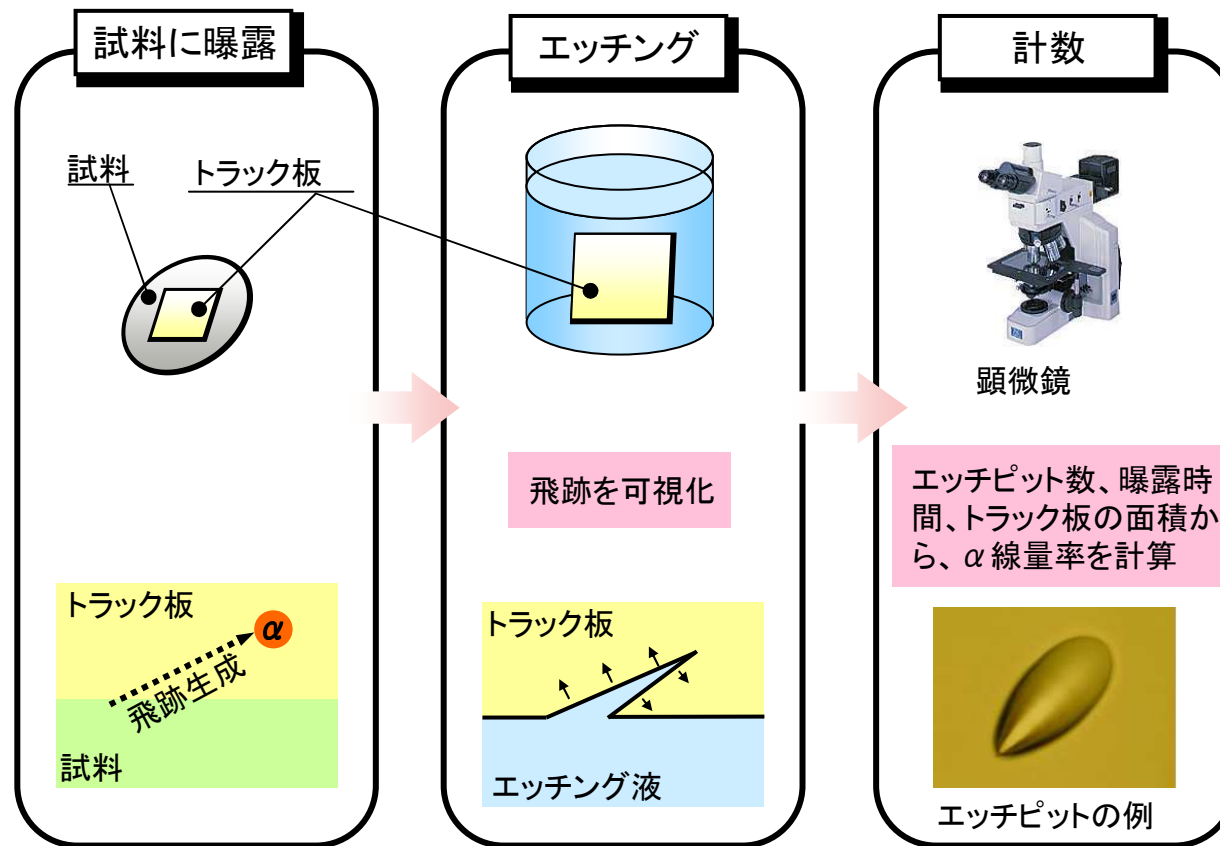 試料に曝露
試料
トラック板
トラック板
α
飛跡生成
試料
エッチング
飛跡を可視化
トラック板
エッチング液
計数
顕微鏡
エッチピット数、曝露時
間、トラック板の面積か
ら、α線量率を計算
エッチピットの例